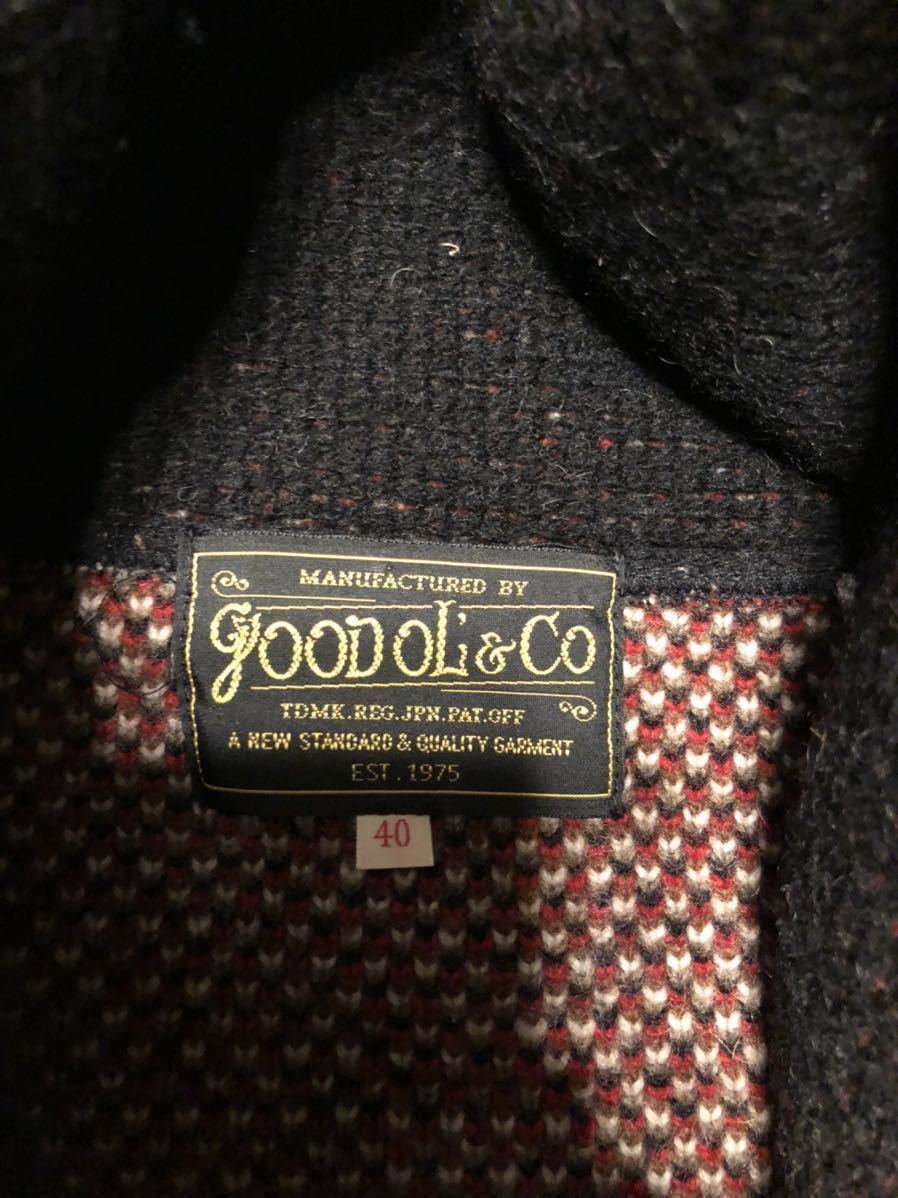 MANUFACTURED BY
GOOD OL' & CO
TDMK.REG.JPN.PAT.OFF
A NEW STANDARD & QUALITY GARMENT
EST.1975
40